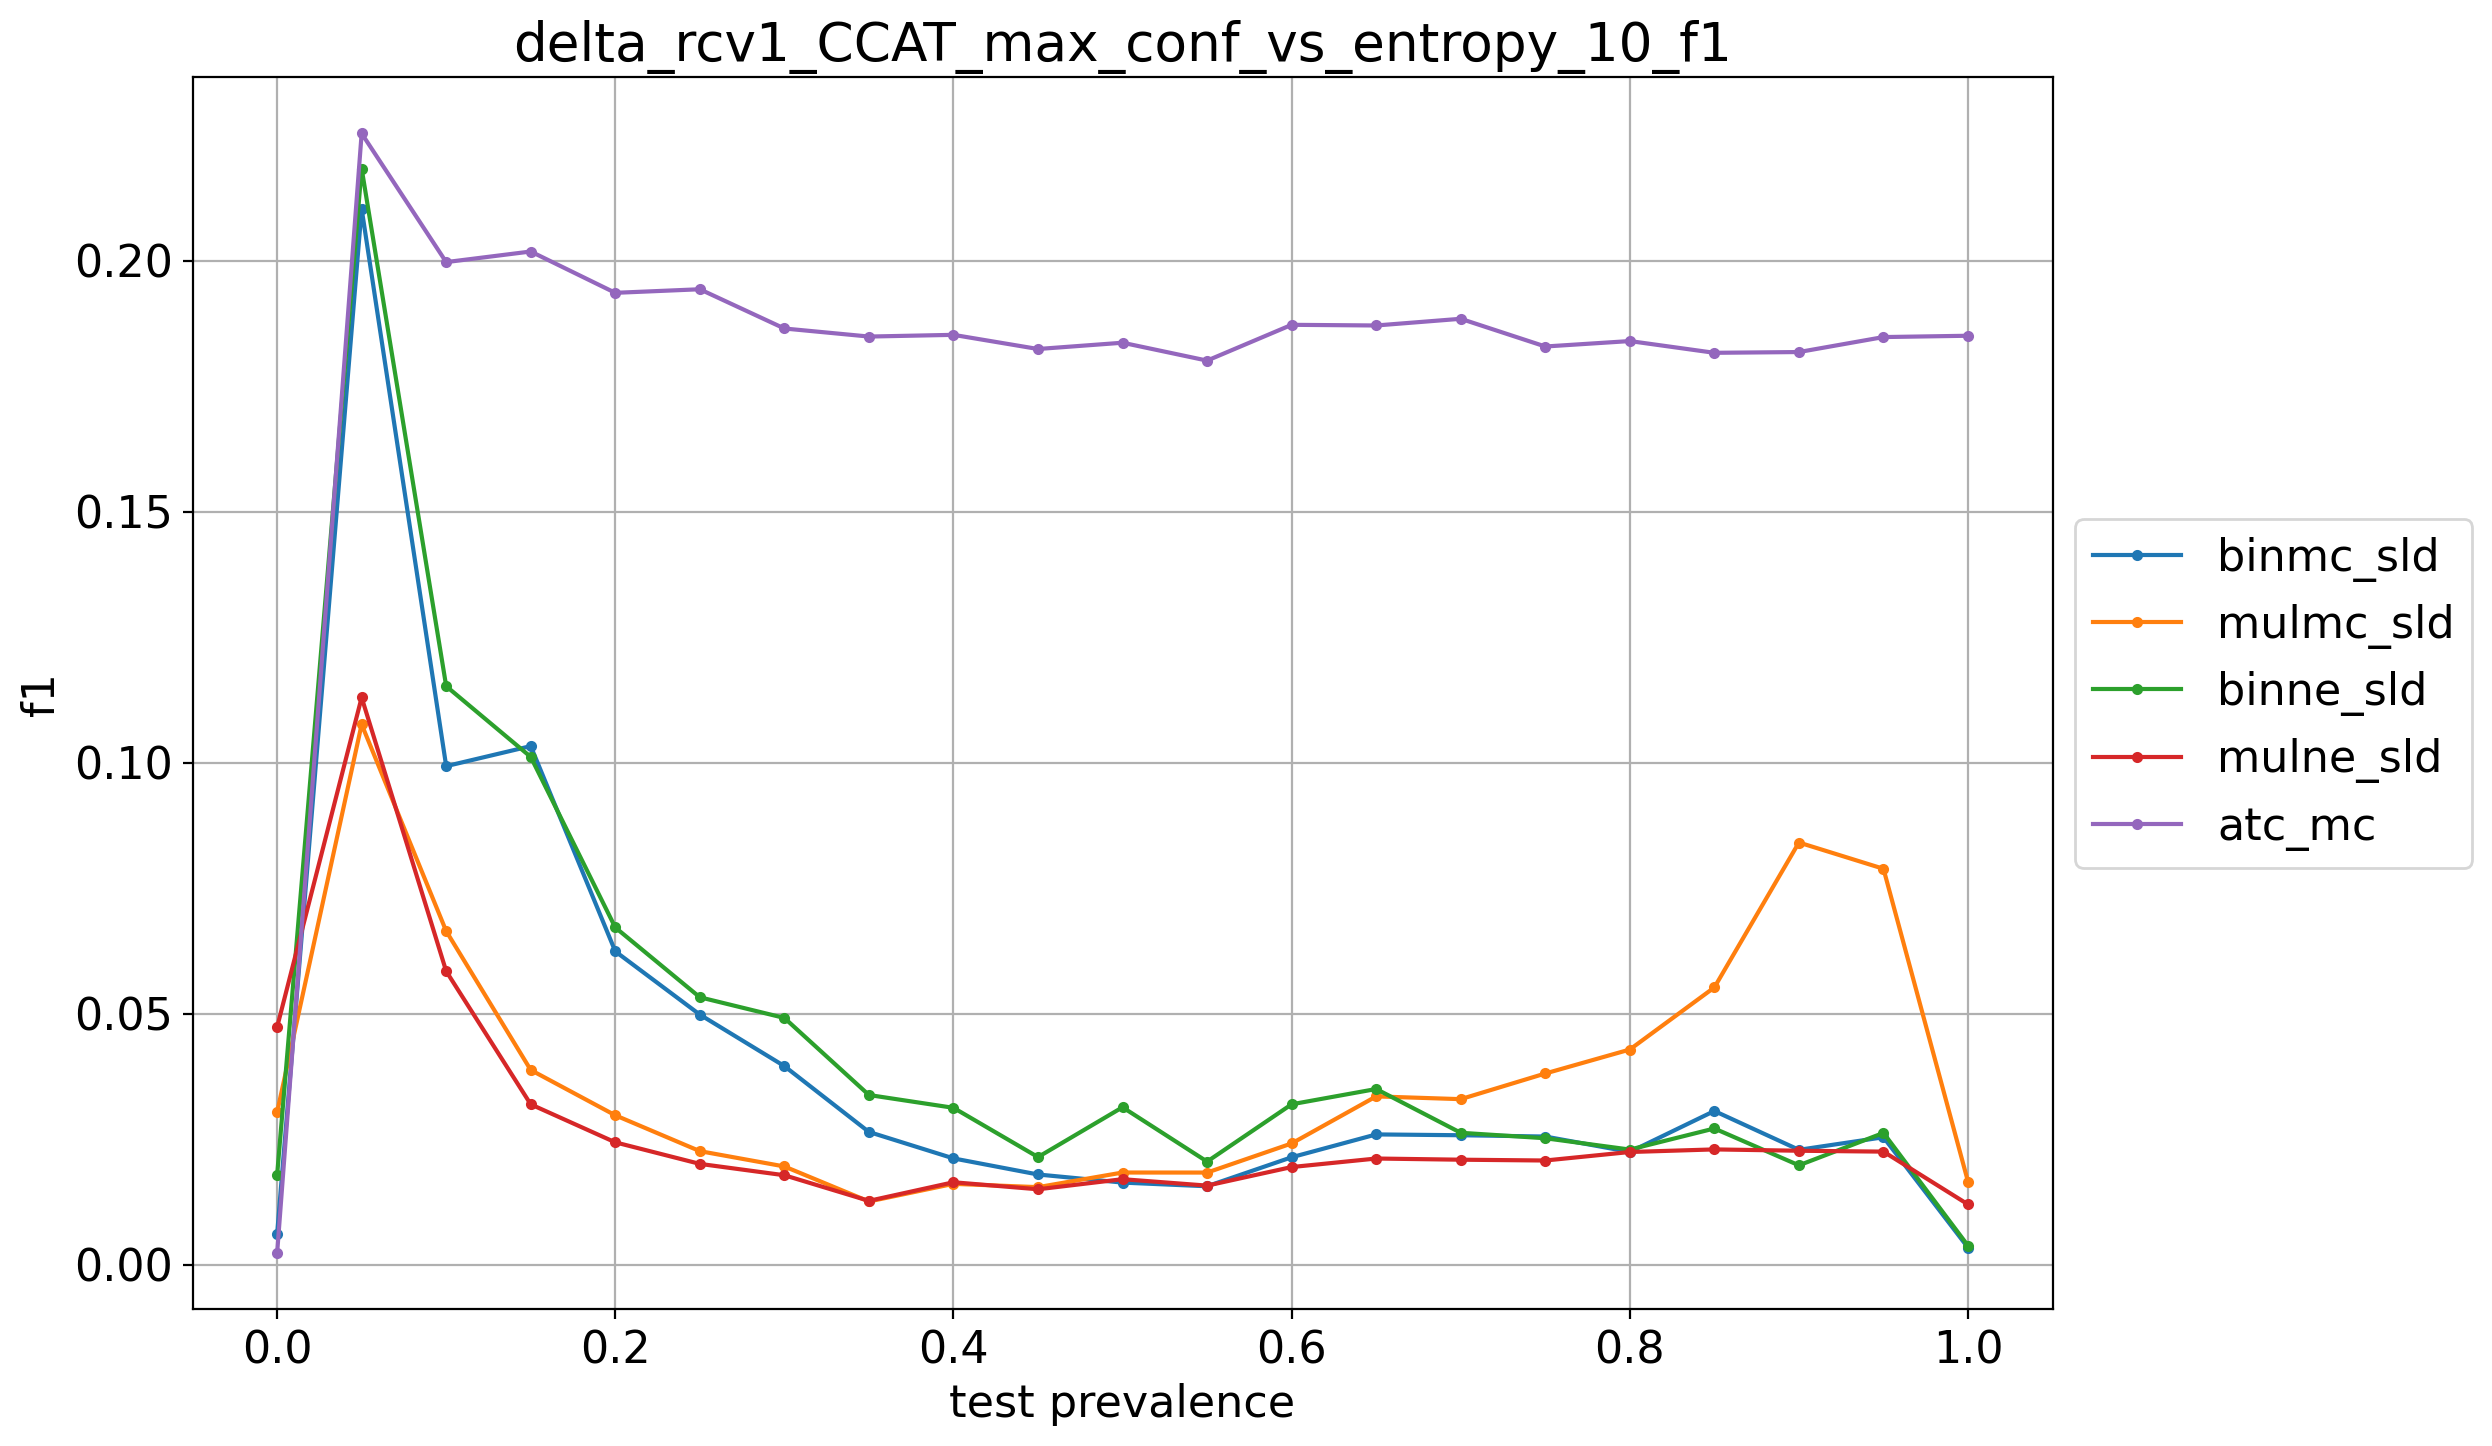 delta_rcv1_CCAT_max_conf_vs_entropy_10_f1
f1
0.20
0.15
0.10
0.05
0.00
0.0 0.2 0.4 0.6 0.8 1.0
test prevalence
binmc_sld
mulmc_sld
binne_sld
mulne_sld
atc_mc